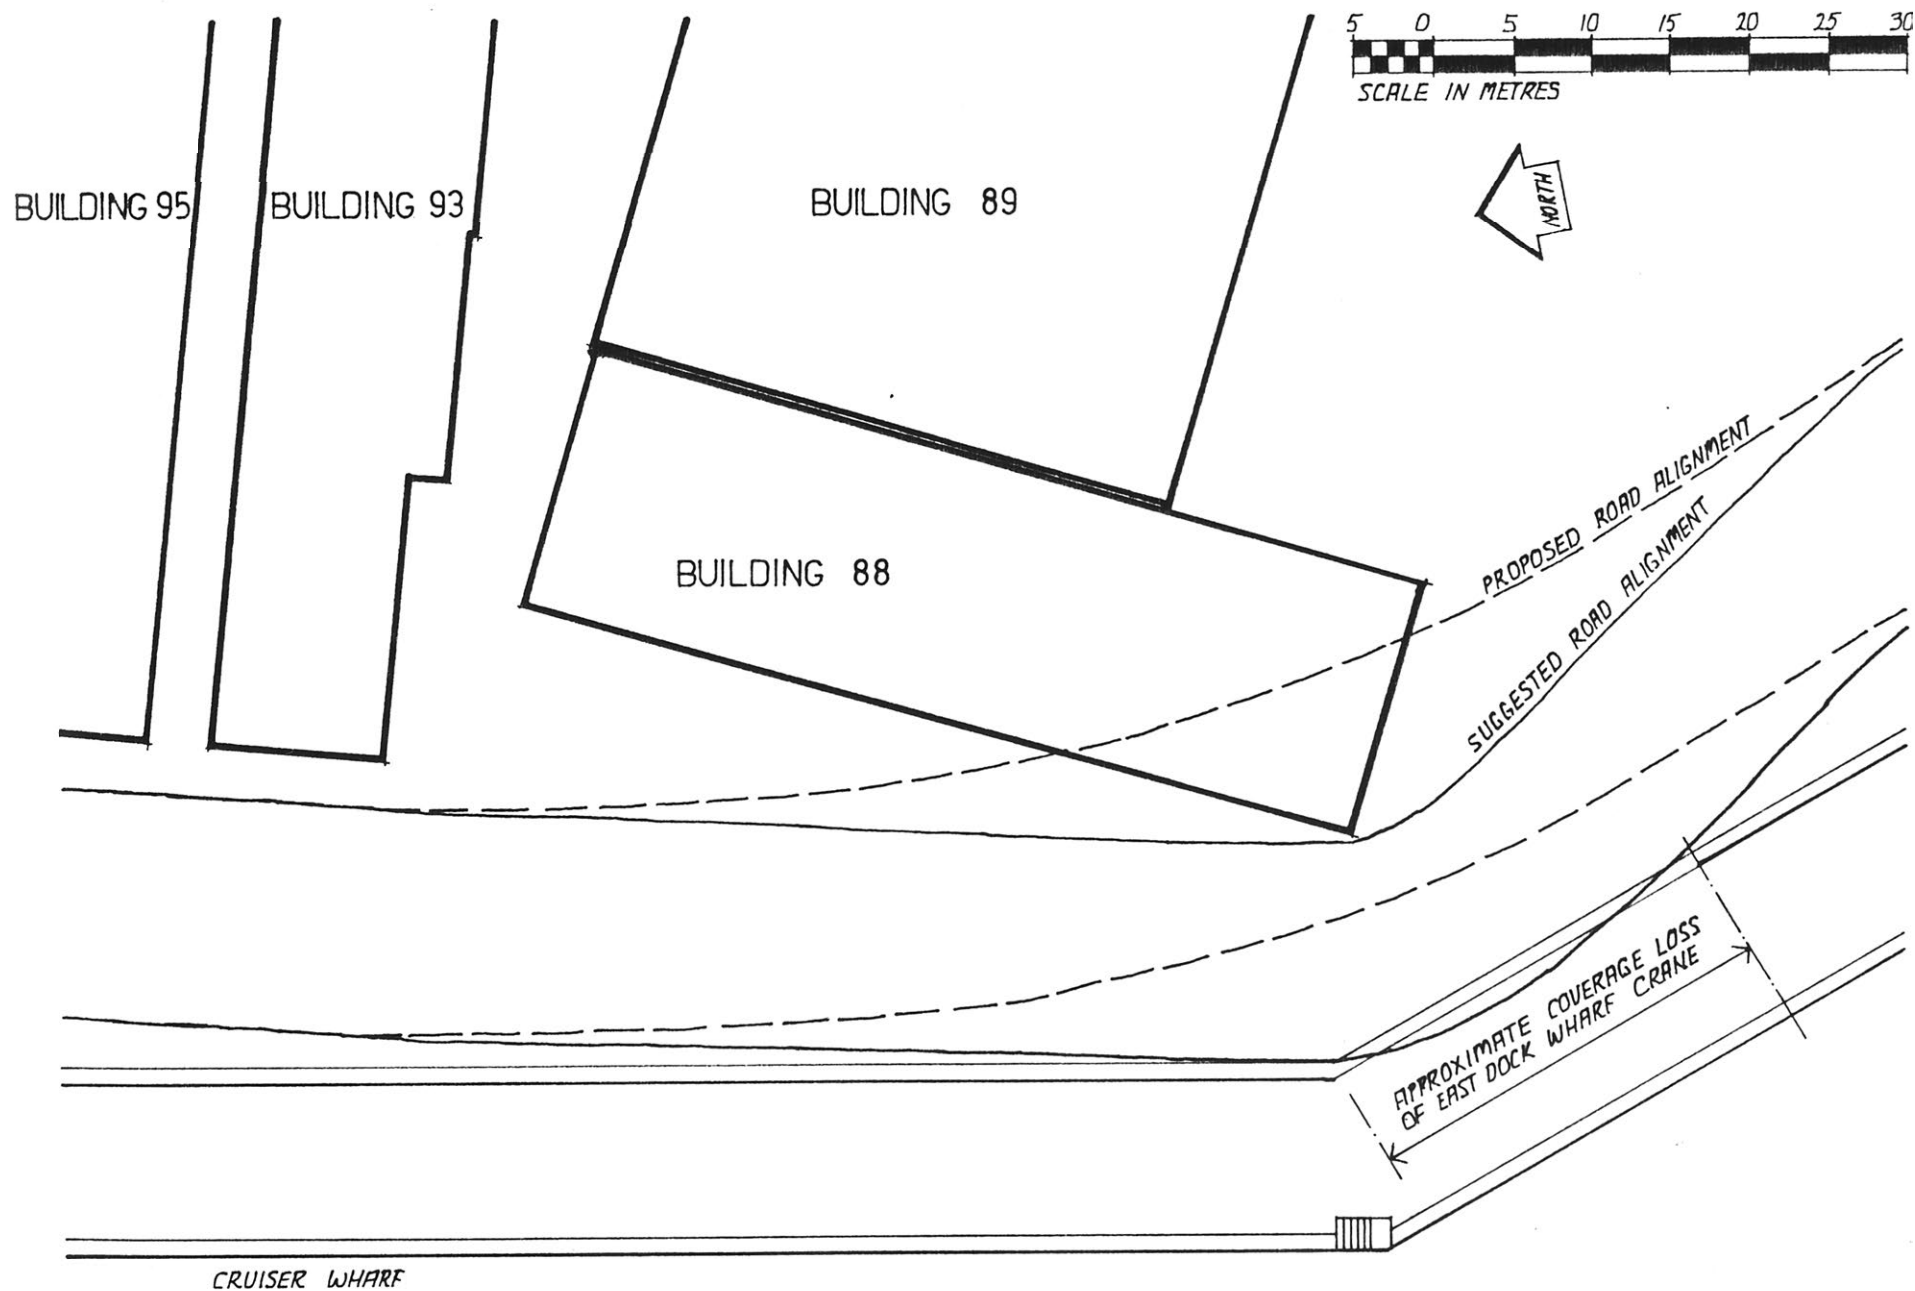 5 0 5 10 15 20 25 30
SCALE IN METRES
NORTH
BUILDING 95
BUILDING 93
BUILDING 89
BUILDING 88
PROPOSED ROAD ALIGNMENT
SUGGESTED ROAD ALIGNMENT
APPROXIMATE COVERAGE LOSS
OF EAST DOCK WHARF CRANE
CRUISER WHARF